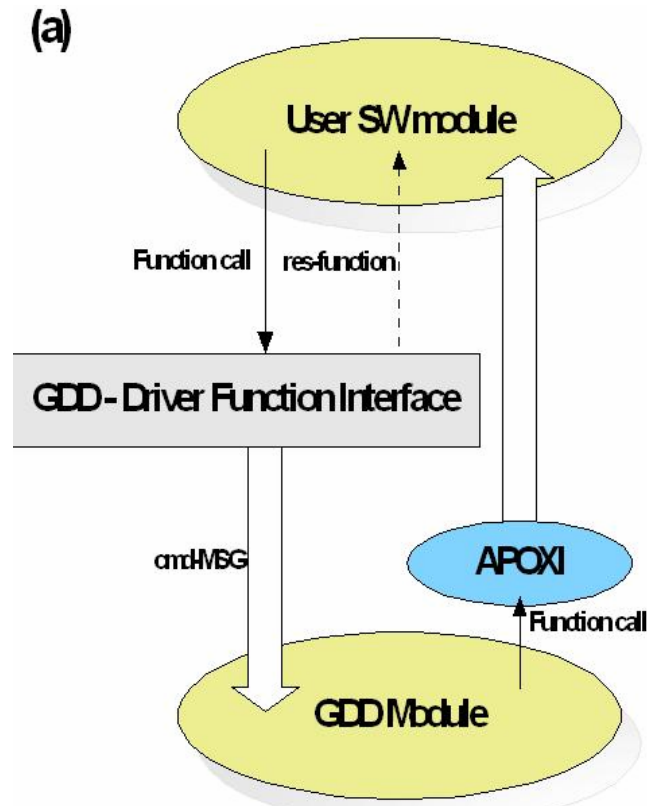 (a)
User SW module
Function call
res-function
GDD - Driver Function Interface
cmd-MSG
APOXI
Function call
GDD Module